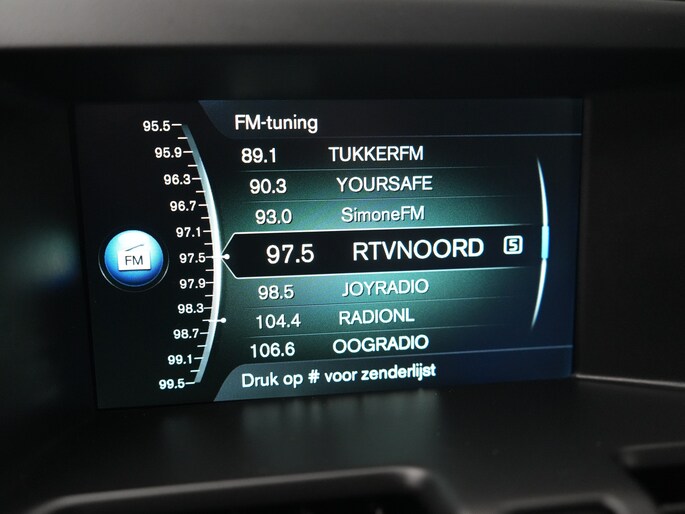 FM-tuning
95.5
95.9
96.3
96.7
97.1
97.5
97.9
98.3
98.7
99.1
99.5
FM
89.1 TUKKERFM
90.3 YOURSAFE
93.0 SimoneFM
97.5 RTVNOORD 5
98.5 JOYRADIO
104.4 RADIONL
106.6 OOGRADIO
Druk op # voor zenderlijst